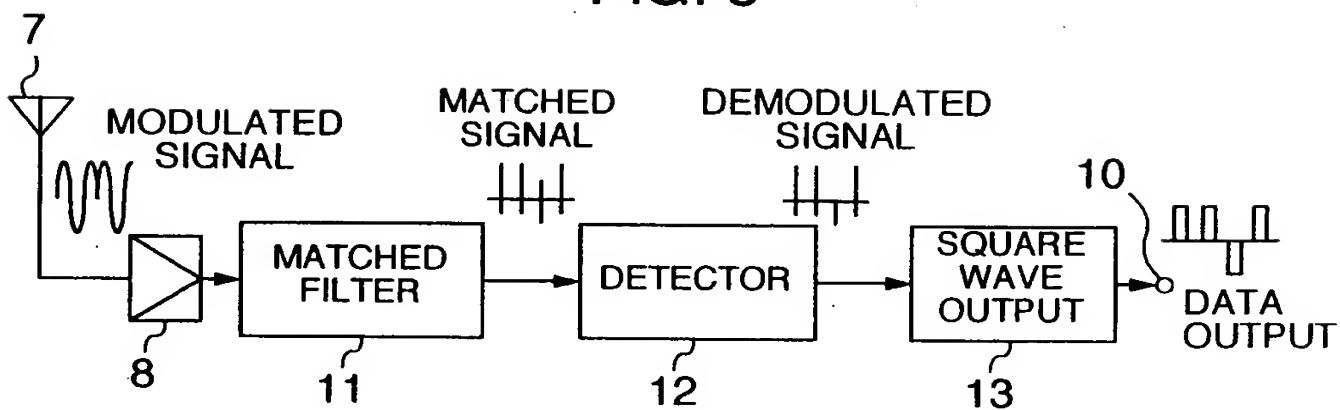 7
MODULATED
SIGNAL
MATCHED
SIGNAL
DEMODULATED
SIGNAL
10
MATCHED
FILTER
DETECTOR
SQUARE
WAVE
OUTPUT
DATA
OUTPUT
8
11
12
13